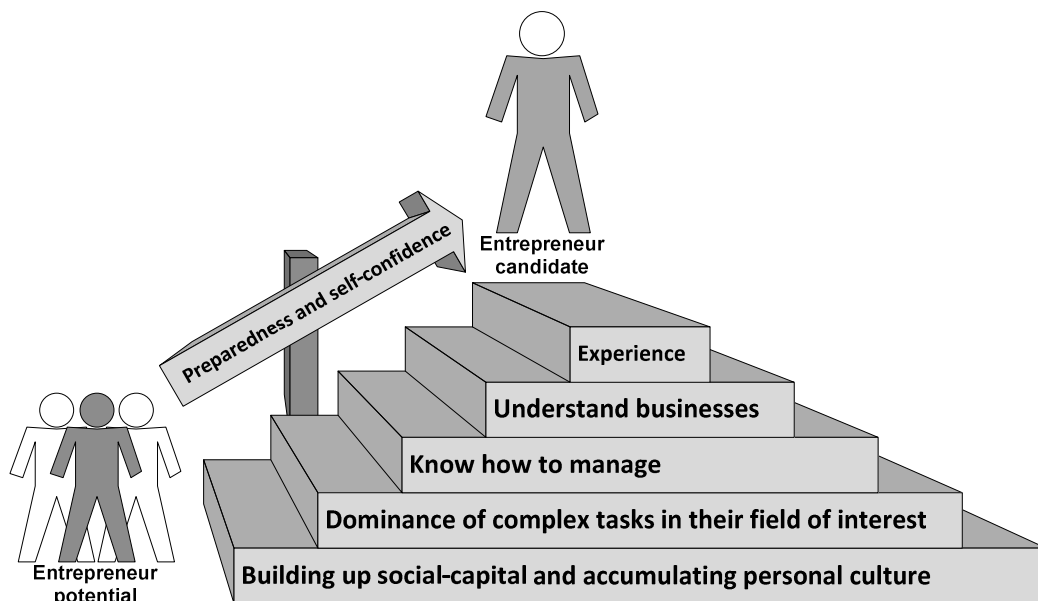 Entrepreneur
candidate
Preparedness and self-confidence
Experience
Understand businesses
Know how to manage
Dominance of complex tasks in their field of interest
Building up social-capital and accumulating personal culture
Entrepreneur
potential